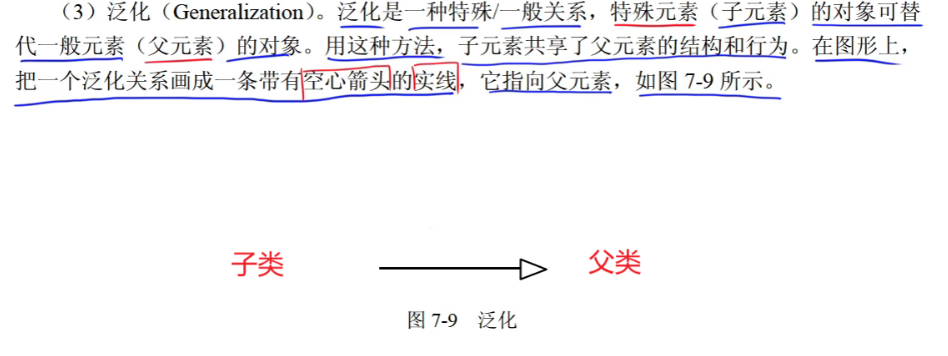 （3）泛化（Generalization）。泛化是一种特殊/一般关系，特殊元素（子元素）的对象可替
代一般元素（父元素）的对象。用这种方法，子元素共享了父元素的结构和行为。在图形上，
把一个泛化关系画成一条带有空心箭头的实线，它指向父元素，如图 7-9 所示。
子类
父类
图 7-9 泛化